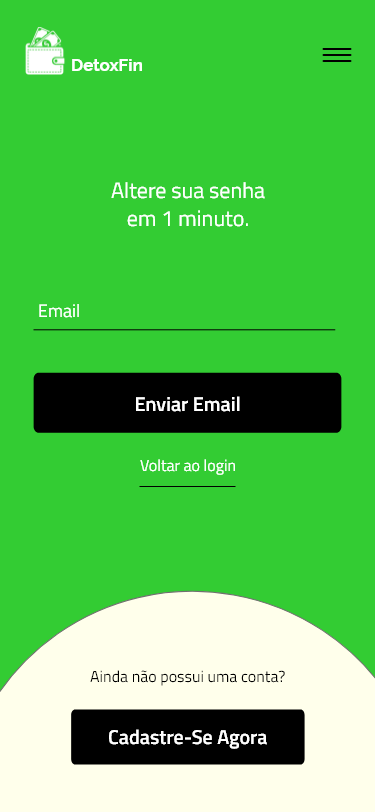 DetoxFin
Altere sua senha
em 1 minuto.
Email
Enviar Email
Voltar ao login
Ainda não possui uma conta?
Cadastre-Se Agora